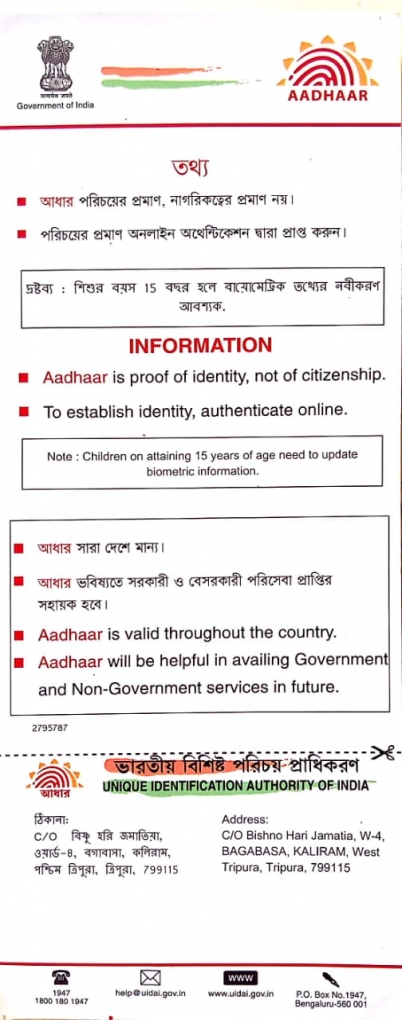 सत्यमेव जयते
Government of India
AADHAAR
তথ্য
আধার পরিচয়ের প্রমাণ, নাগরিকত্বের প্রমাণ নয়।
পরিচয়ের প্রমাণ অনলাইন অথেন্টিকেশন দ্বারা প্রাপ্ত করুন।
দ্রষ্টব্য : শিশুর বয়স 15 বছর হলে বায়োমেট্রিক তথ্যের নবীকরণ
আবশ্যক.
INFORMATION
Aadhaar is proof of identity, not of citizenship.
To establish identity, authenticate online.
Note : Children on attaining 15 years of age need to update
biometric information.
আধার সারা দেশে মান্য।
আধার ভবিষ্যতে সরকারী ও বেসরকারী পরিসেবা প্রাপ্তির
সহায়ক হবে।
Aadhaar is valid throughout the country.
Aadhaar will be helpful in availing Government
and Non-Government services in future.
2795787
ভারতীয় বিশিষ্ট পরিচয় প্রাধিকরণ
UNIQUE IDENTIFICATION AUTHORITY OF INDIA
আধার
ঠিকানা:
C/O বিষ্ণু হরি জমাতিয়া,
ওয়ার্ড-৪, বগাবাসা, কলিরাম,
পশ্চিম ত্রিপুরা, ত্রিপুরা, 799115
Address:
C/O Bishno Hari Jamatia, W-4,
BAGABASA, KALIRAM, West
Tripura, Tripura, 799115
1947
1800 180 1947
help@uidai.gov.in
www
www.uidai.gov.in
P.O. Box No.1947,
Bengaluru-560 001